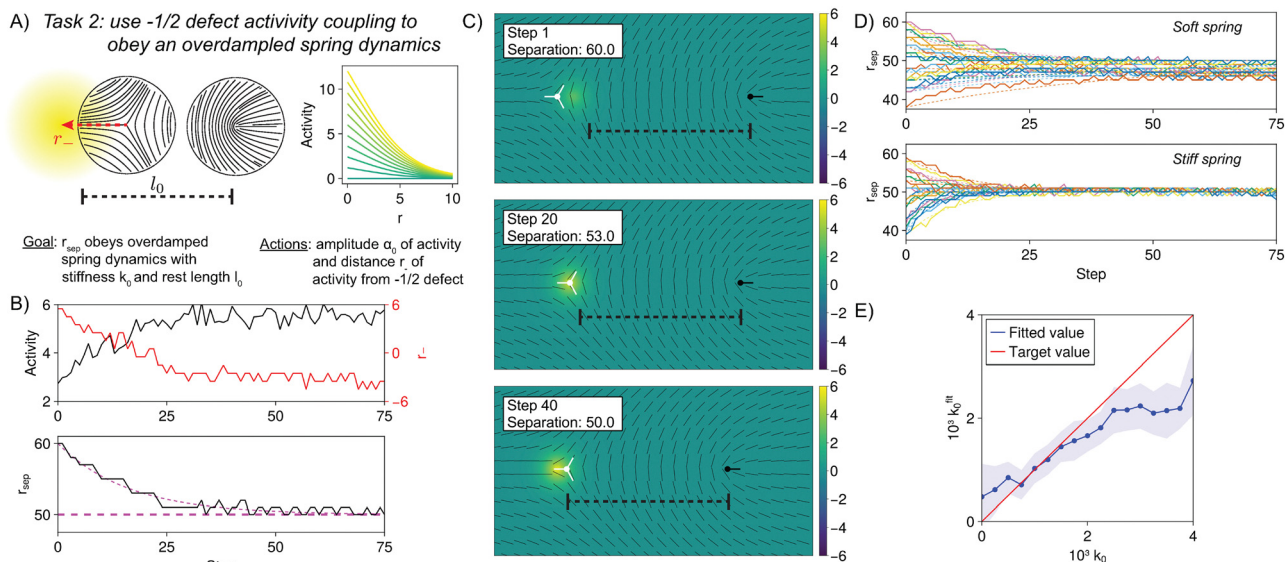 A) Task 2: use -1/2 defect activity coupling to
obey an overdamped spring dynamics
r_
l₀
Activity
10
5
0
0 5 10
r
Goal: r_sep obeys overdamped
spring dynamics with
stiffness k₀ and rest length l₀
Actions: amplitude α₀ of activity
and distance r_ of
activity from -1/2 defect
B)
Activity
6
4
2
6
0
−6
r_
0 25 50 75
r_sep
60
50
0 25 50 75
C)
Step 1
Separation: 60.0
6
4
2
0
−2
−4
−6
Step 20
Separation: 53.0
6
4
2
0
−2
−4
−6
Step 40
Separation: 50.0
6
4
2
0
−2
−4
−6
D)
Soft spring
r_sep
60
50
40
0 25 50 75
Stiff spring
r_sep
60
50
40
0 25 50 75
Step
E)
Fitted value
Target value
10³ k₀^fit
4
2
0
0 2 4
10³ k₀